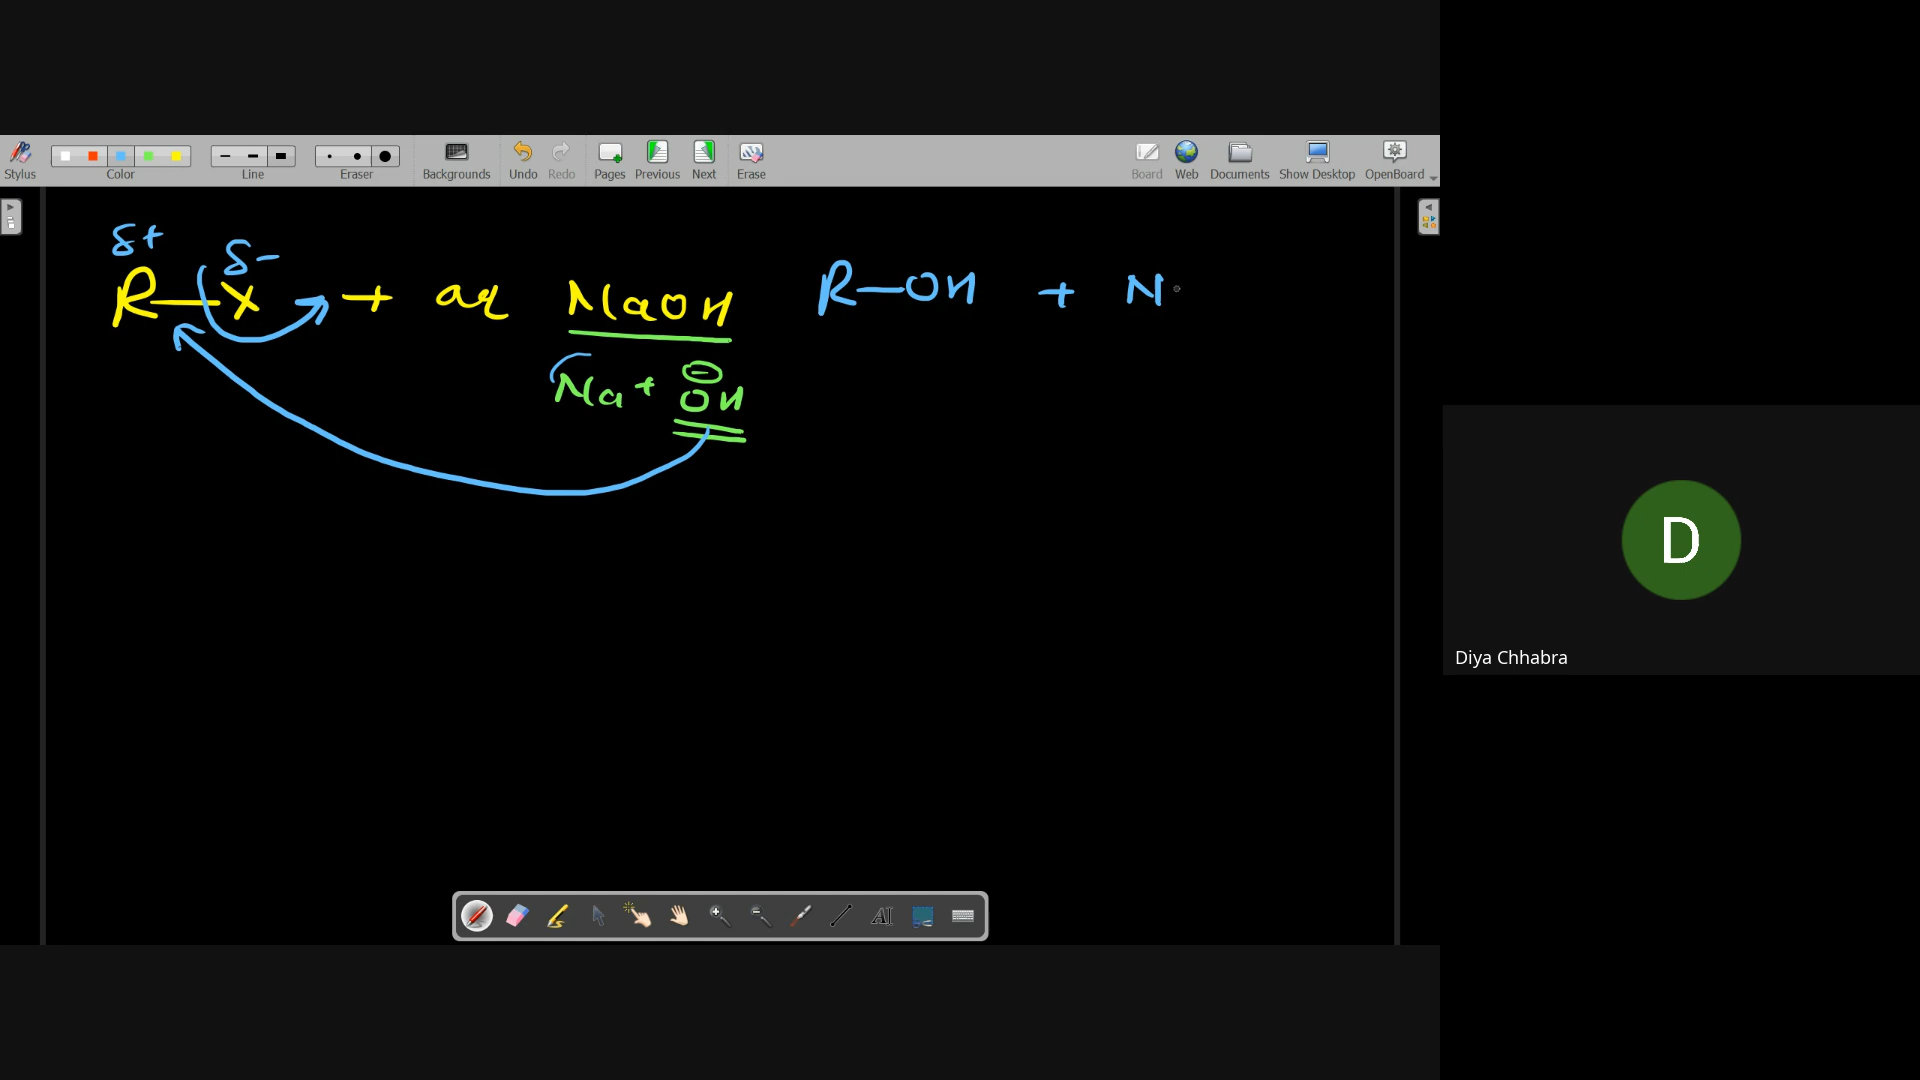 Stylus Color Line Eraser Backgrounds Undo Redo Pages Previous Next Erase Board Web Documents Show Desktop OpenBoard
δ+ δ-
R-X + aq NaOH R-OH + N
Na+ ⊖
OH
D
Diya Chhabra
AI